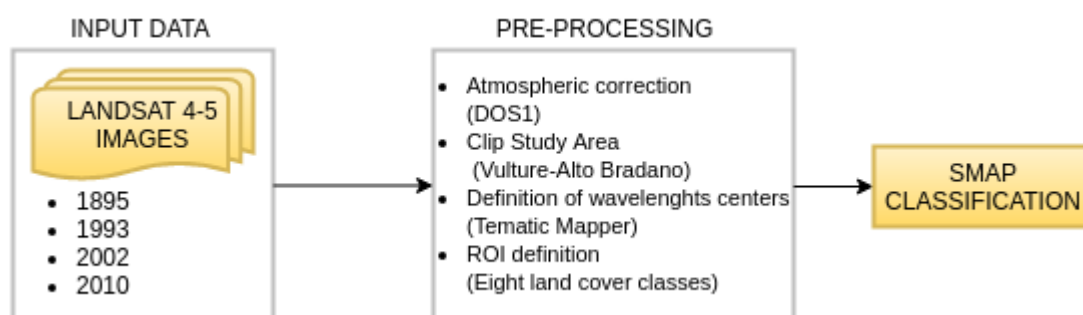 INPUT DATA
LANDSAT 4-5
IMAGES
1895
1993
2002
2010
PRE-PROCESSING
Atmospheric correction
(DOS1)
Clip Study Area
(Vulture-Alto Bradano)
Definition of wavelenghts centers
(Tematic Mapper)
ROI definition
(Eight land cover classes)
SMAP
CLASSIFICATION